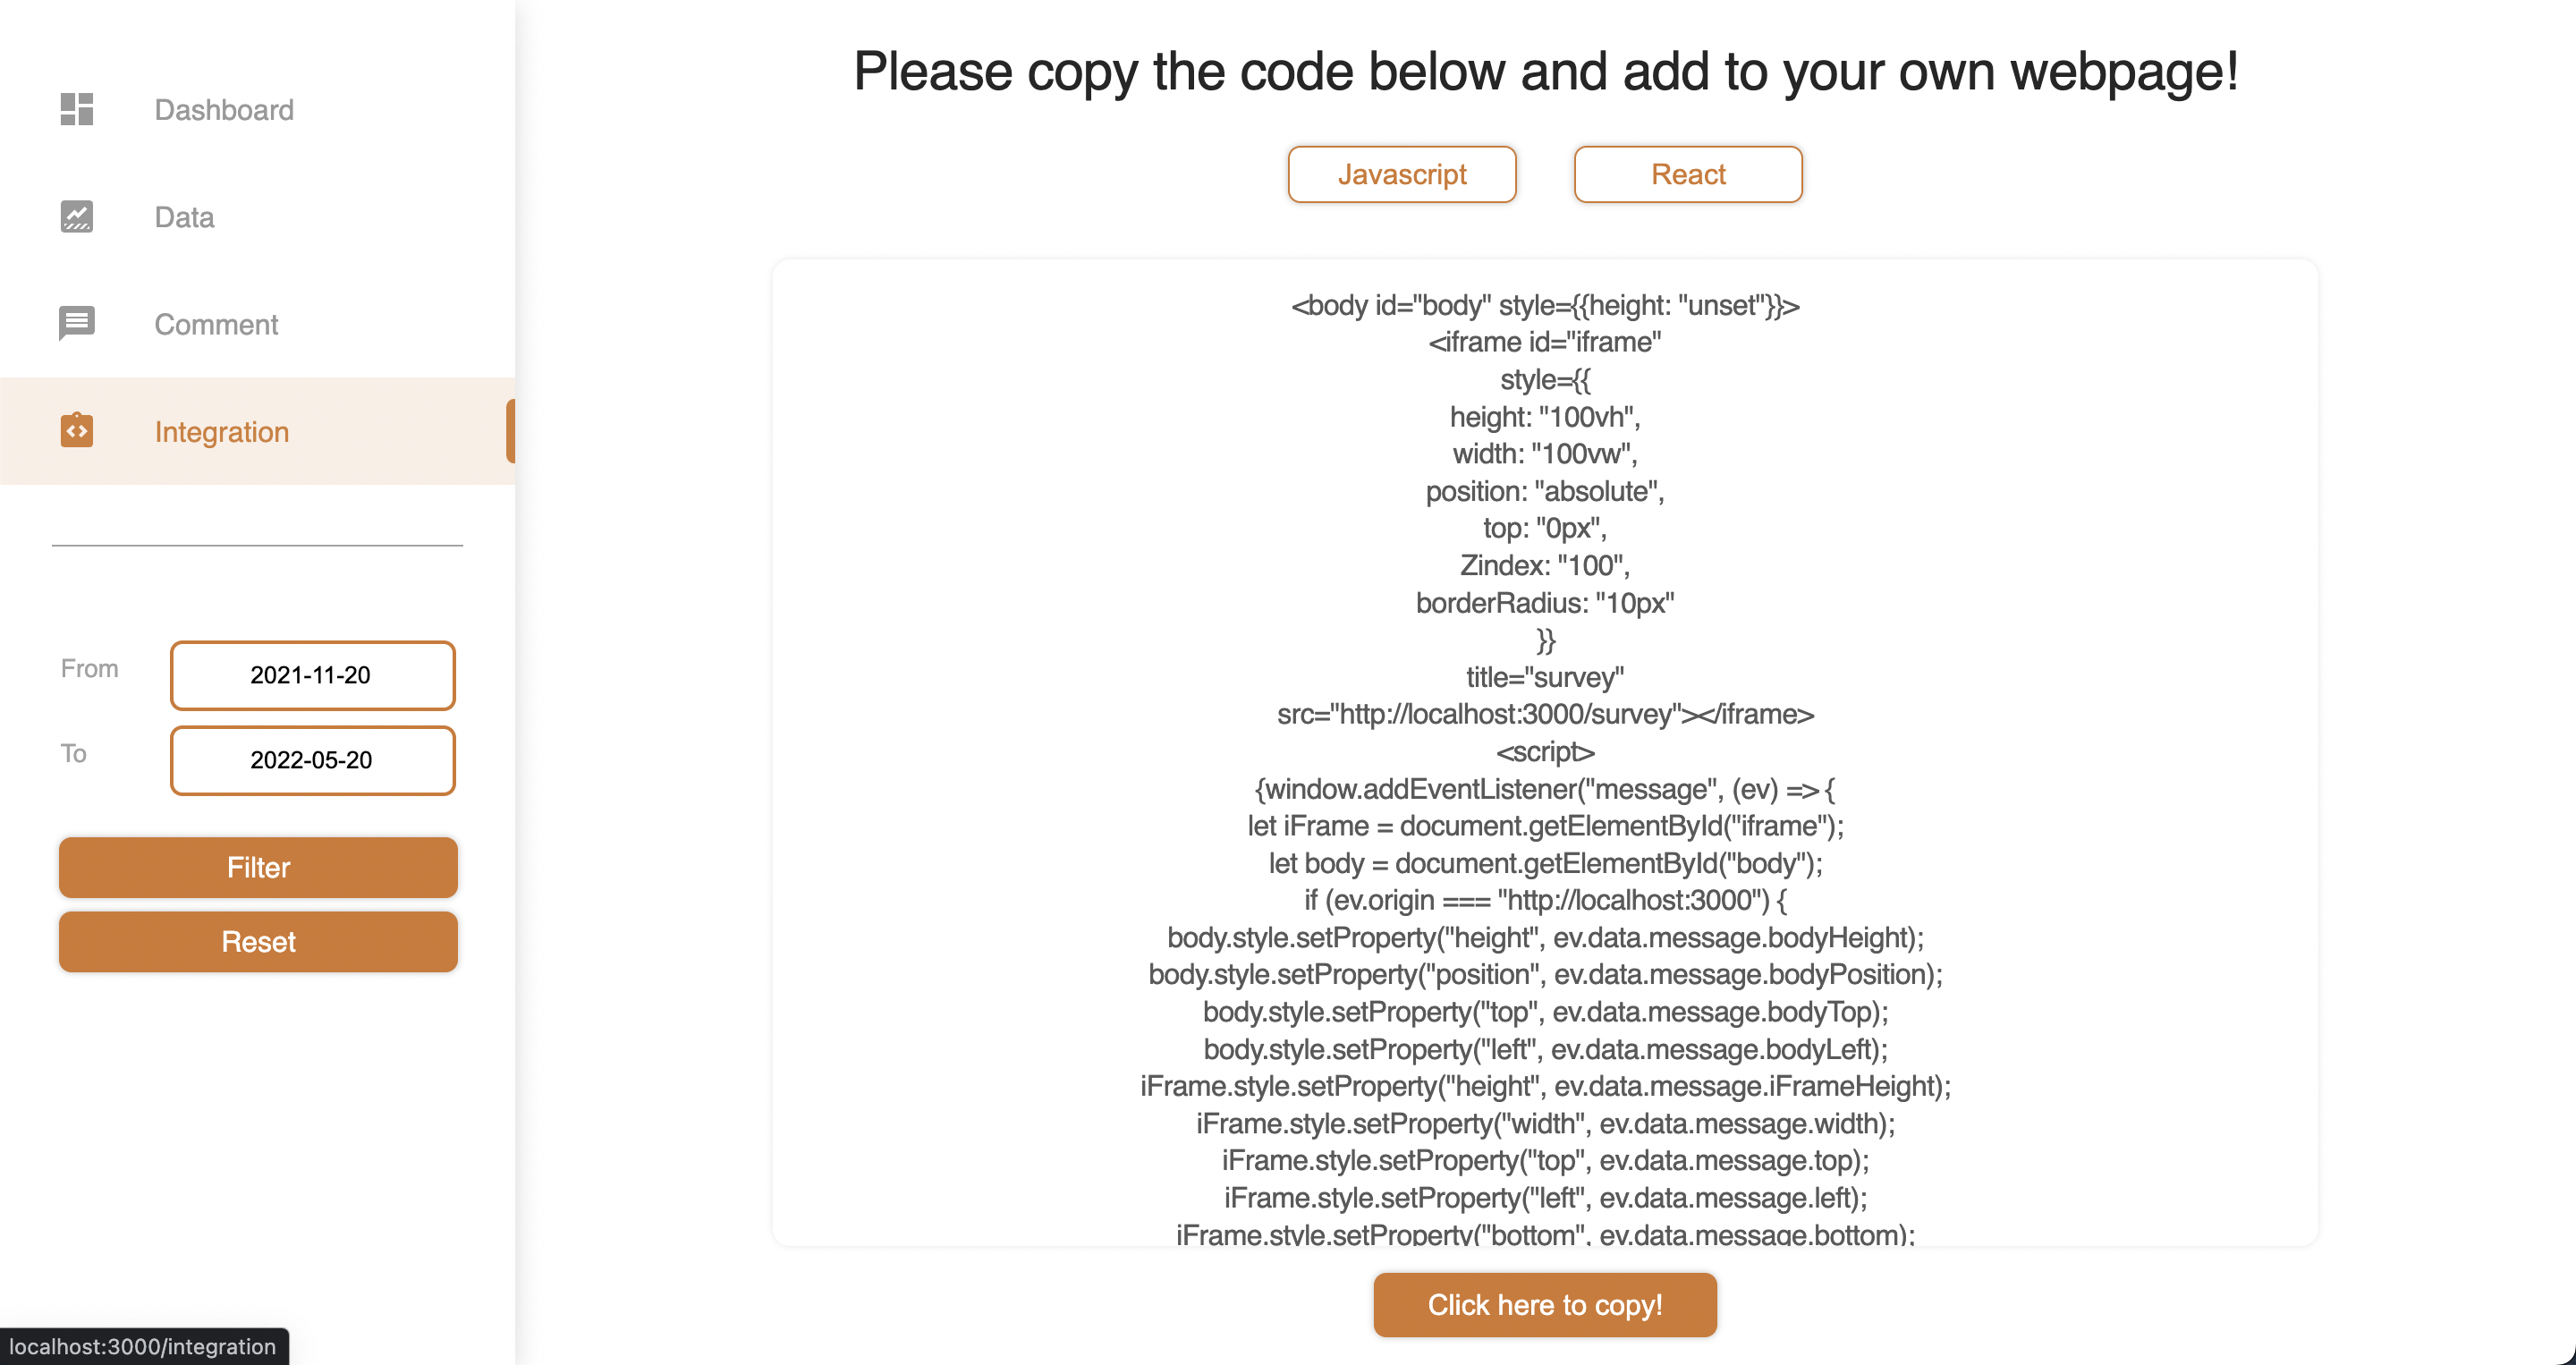 Dashboard
Data
Comment
Integration
From
2021-11-20
To
2022-05-20
Filter
Reset
localhost:3000/integration
Please copy the code below and add to your own webpage!
Javascript
React
<body id="body" style={{height: "unset"}}>
<iframe id="iframe"
style={{
height: "100vh",
width: "100vw",
position: "absolute",
top: "0px",
Zindex: "100",
borderRadius: "10px"
}}
title="survey"
src="http://localhost:3000/survey"></iframe>
<script>
{window.addEventListener("message", (ev) => {
let iFrame = document.getElementById("iframe");
let body = document.getElementById("body");
if (ev.origin === "http://localhost:3000") {
body.style.setProperty("height", ev.data.message.bodyHeight);
body.style.setProperty("position", ev.data.message.bodyPosition);
body.style.setProperty("top", ev.data.message.bodyTop);
body.style.setProperty("left", ev.data.message.bodyLeft);
iFrame.style.setProperty("height", ev.data.message.iFrameHeight);
iFrame.style.setProperty("width", ev.data.message.width);
iFrame.style.setProperty("top", ev.data.message.top);
iFrame.style.setProperty("left", ev.data.message.left);
iFrame.style.setProperty("bottom", ev.data.message.bottom);
Click here to copy!